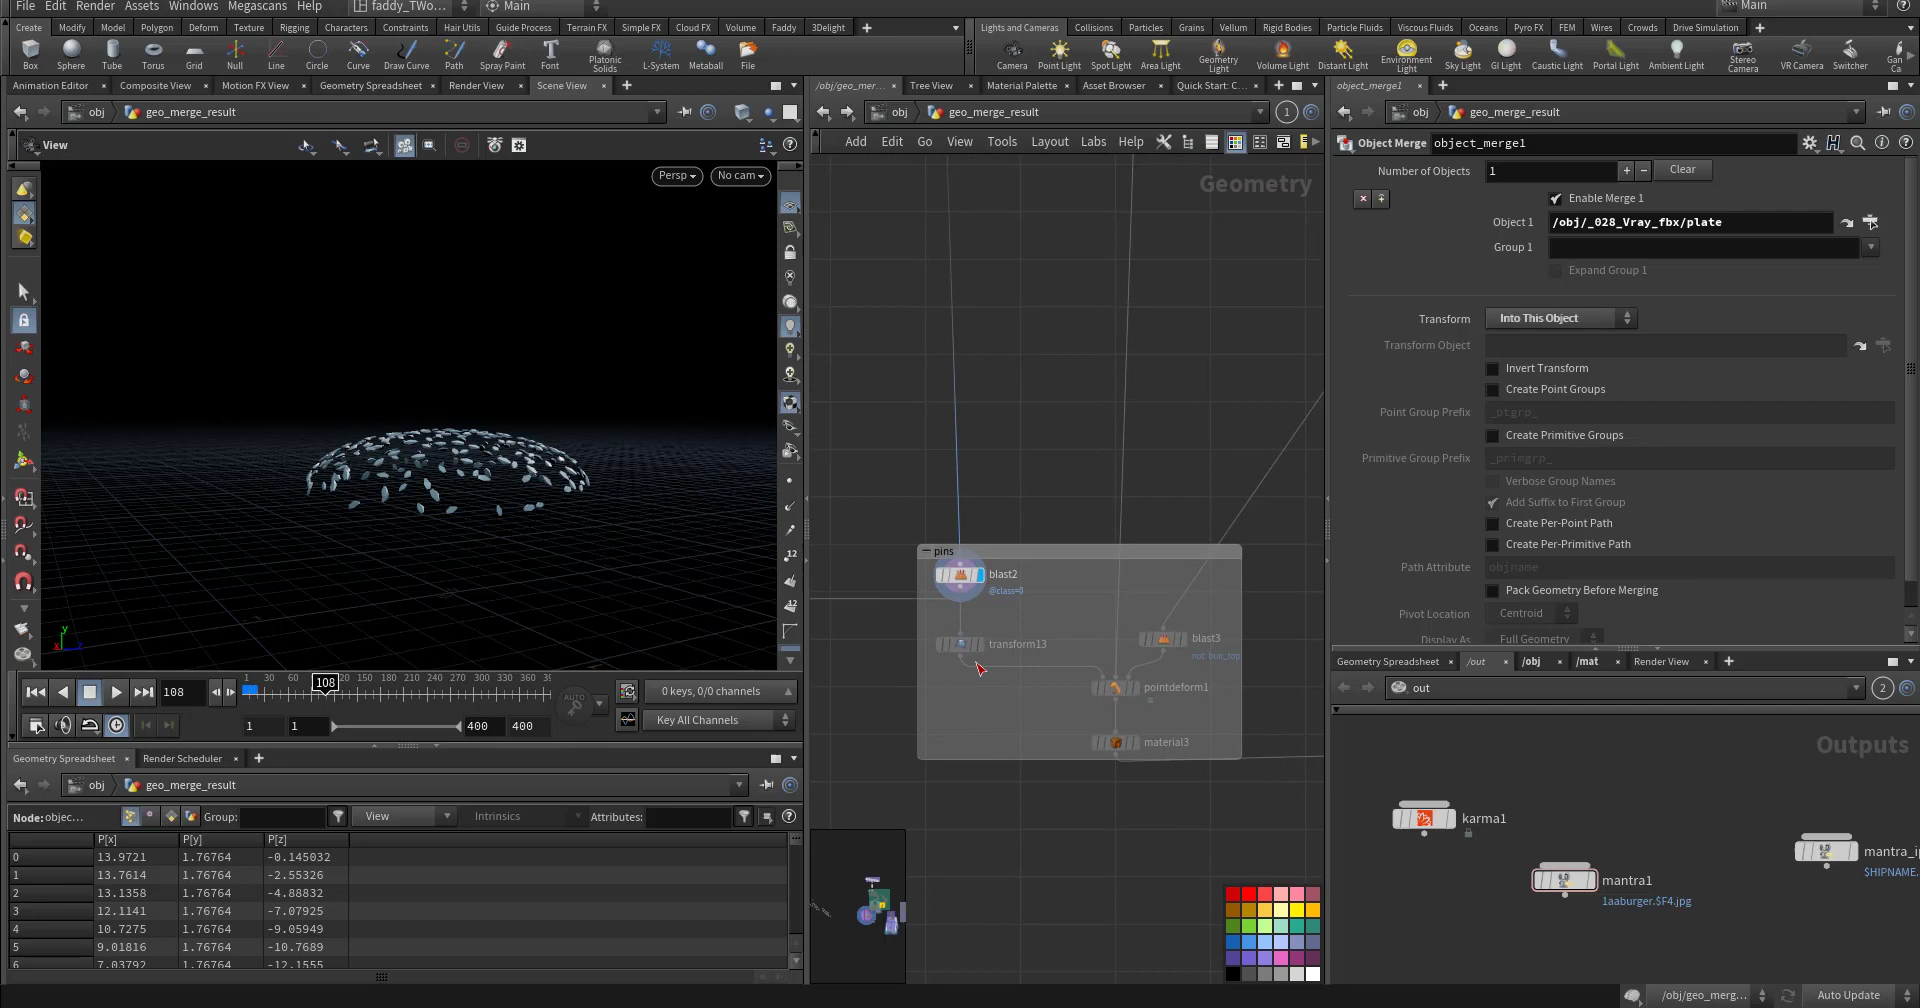 File Edit Render Assets Windows Megascans Help faddy_TWo... Main Main
Create Modify Model Polygon Deform Texture Rigging Characters Constraints Hair Utils Guide Process Terrain FX Simple FX Cloud FX Volume Faddy 3Delight
Lights and Cameras Collisions Particles Grains Vellum Rigid Bodies Particle Fluids Viscous Fluids Oceans Pyro FX FEM Wires Crowds Drive Simulation
Box Sphere Tube Torus Grid Null Line Circle Curve Draw Curve Path Spray Paint Font Platonic Solids L-System Metaball File
Camera Point Light Spot Light Area Light Geometry Light Volume Light Distant Light Environment Light Sky Light GI Light Caustic Light Portal Light Ambient Light Stereo Camera VR Camera Switcher
Animation Editor Composite View Motion FX View Geometry Spreadsheet Render View Scene View
obj geo_merge_result
View
Persp No cam
1 30 60 108 120 150 180 210 240 270 300 330 360
108
0 keys, 0/0 channels
AUTO
1 1 400 400
Key All Channels
Geometry Spreadsheet Render Scheduler
obj geo_merge_result
Node: objec... Group: View Intrinsics Attributes:
P[x] P[y] P[z]
0 13.9721 1.76764 -0.145032
1 13.7614 1.76764 -2.55326
2 13.1358 1.76764 -4.88832
3 12.1141 1.76764 -7.07925
4 10.7275 1.76764 -9.05949
5 9.01816 1.76764 -10.7689
6 7.03792 1.76764 -12.1555
/obj/geo_mer... Tree View Material Palette Asset Browser Quick Start: C...
obj geo_merge_result 1
Add Edit Go View Tools Layout Labs Help
Geometry
pins
blast2
@class=0
transform13
blast3
not: bun_top
pointdeform1
material3
object_merge1
obj geo_merge_result
Object Merge object_merge1
Number of Objects 1 Clear
Enable Merge 1
Object 1 /obj/_028_Vray_fbx/plate
Group 1
Expand Group 1
Transform Into This Object
Transform Object
Invert Transform
Create Point Groups
Point Group Prefix _ptgrp_
Create Primitive Groups
Primitive Group Prefix _primgrp_
Verbose Group Names
Add Suffix to First Group
Create Per-Point Path
Create Per-Primitive Path
Path Attribute objname
Pack Geometry Before Merging
Pivot Location Centroid
Display As Full Geometry
Geometry Spreadsheet /out /obj /mat Render View
out 2
Outputs
karma1
mantra1
1aaburger.$F4.jpg
mantra_ip
$HIPNAME.
/obj/geo_merg... Auto Update